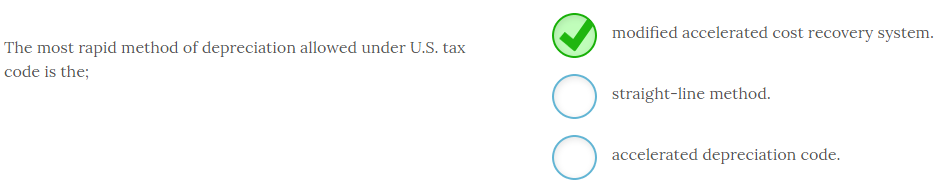 The most rapid method of depreciation allowed under U.S. tax
code is the;
modified accelerated cost recovery system.
straight-line method.
accelerated depreciation code.